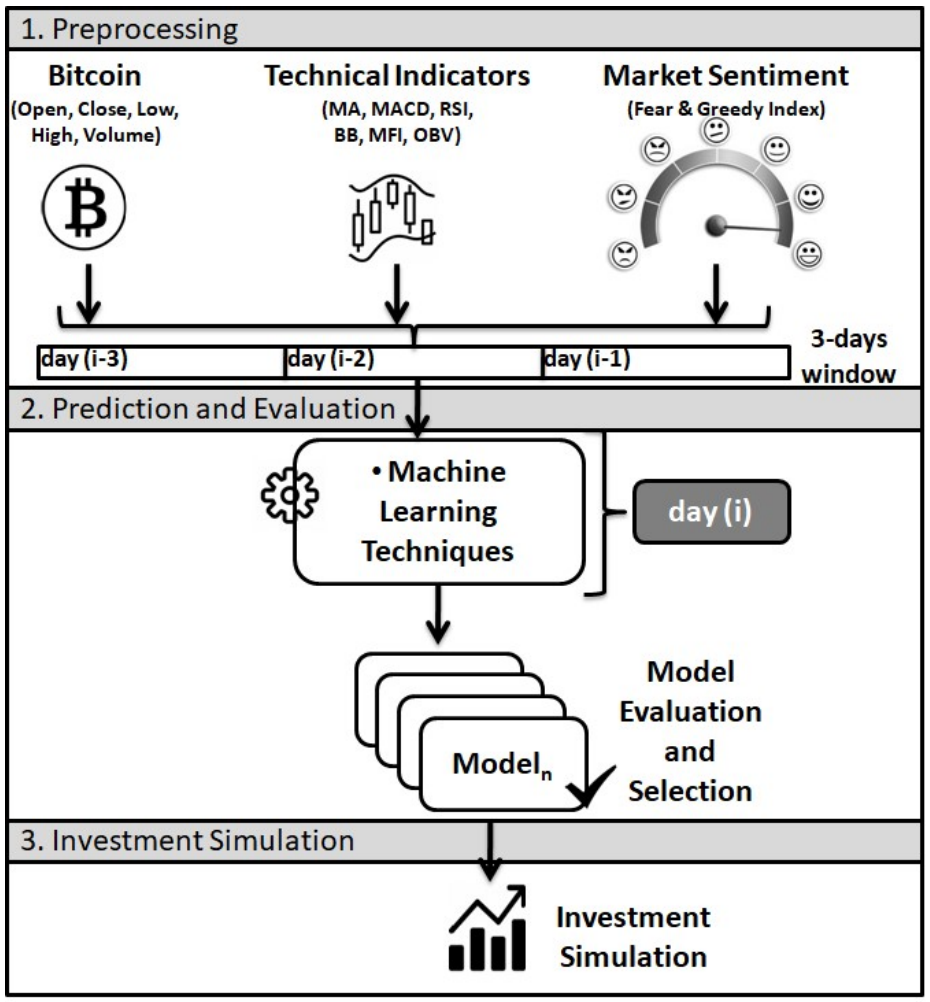 1. Preprocessing
Bitcoin
(Open, Close, Low,
High, Volume)
Technical Indicators
(MA, MACD, RSI,
BB, MFI, OBV)
Market Sentiment
(Fear & Greedy Index)
day (i-3)
day (i-2)
day (i-1)
3-days
window
2. Prediction and Evaluation
• Machine
Learning
Techniques
day (i)
Modelₙ
Model
Evaluation
and
Selection
3. Investment Simulation
Investment
Simulation